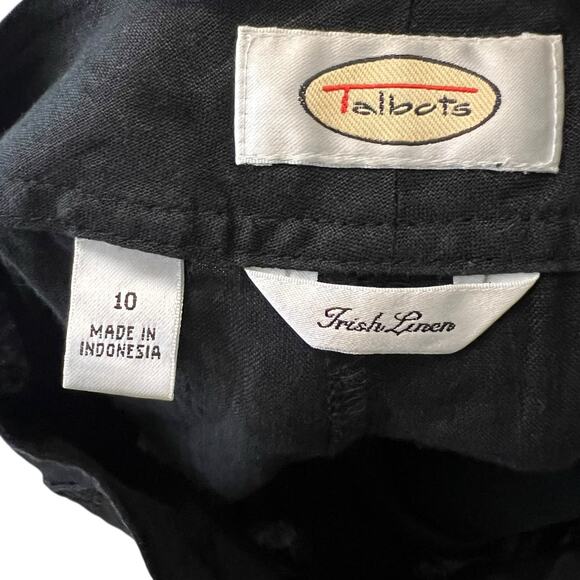 Talbots
10
MADE IN
INDONESIA
Irish Linen